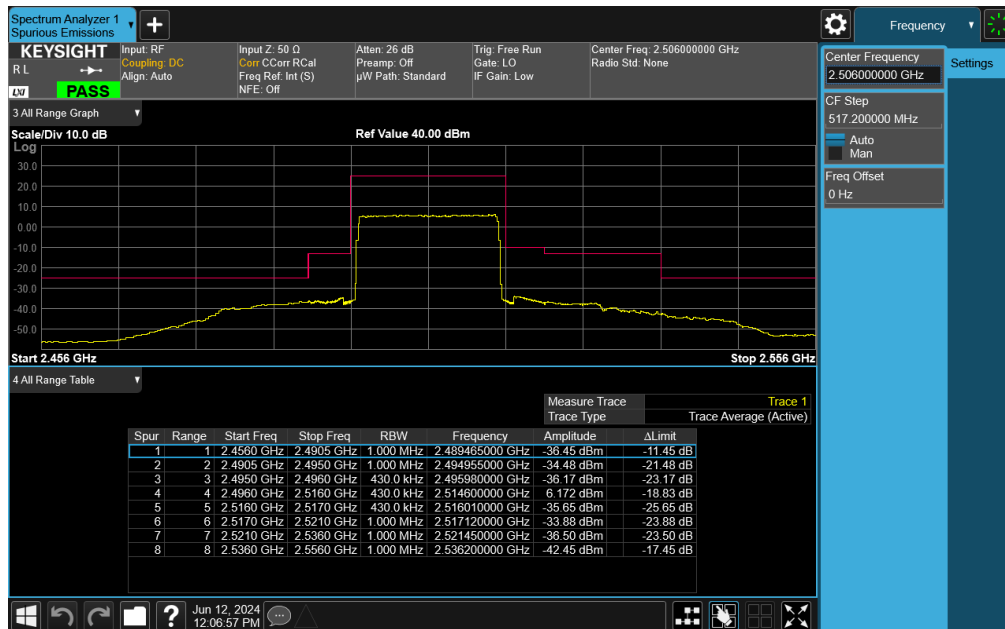 Spectrum Analyzer 1
Spurious Emissions
+
Frequency
KEYSIGHT
R L
LXI
PASS
Input: RF
Coupling: DC
Align: Auto
Input Z: 50 Ω
Corr CCorr RCal
Freq Ref: Int (S)
NFE: Off
Atten: 26 dB
Preamp: Off
µW Path: Standard
Trig: Free Run
Gate: LO
IF Gain: Low
Center Freq: 2.506000000 GHz
Radio Std: None
Center Frequency
2.506000000 GHz
Settings
CF Step
517.200000 MHz
Auto
Man
Freq Offset
0 Hz
3 All Range Graph
Scale/Div 10.0 dB Ref Value 40.00 dBm
Log
30.0
20.0
10.0
0.00
-10.0
-20.0
-30.0
-40.0
-50.0
Start 2.456 GHz Stop 2.556 GHz
4 All Range Table
Measure Trace Trace 1
Trace Type Trace Average (Active)
Spur Range Start Freq Stop Freq RBW Frequency Amplitude ΔLimit
1 1 2.4560 GHz 2.4905 GHz 1.000 MHz 2.489465000 GHz -36.45 dBm -11.45 dB
2 2 2.4905 GHz 2.4950 GHz 1.000 MHz 2.494955000 GHz -34.48 dBm -21.48 dB
3 3 2.4950 GHz 2.4960 GHz 430.0 kHz 2.495980000 GHz -36.17 dBm -23.17 dB
4 4 2.4960 GHz 2.5160 GHz 430.0 kHz 2.514600000 GHz 6.172 dBm -18.83 dB
5 5 2.5160 GHz 2.5170 GHz 430.0 kHz 2.516010000 GHz -35.65 dBm -25.65 dB
6 6 2.5170 GHz 2.5210 GHz 1.000 MHz 2.517120000 GHz -33.88 dBm -23.88 dB
7 7 2.5210 GHz 2.5360 GHz 1.000 MHz 2.521450000 GHz -36.50 dBm -23.50 dB
8 8 2.5360 GHz 2.5560 GHz 1.000 MHz 2.536200000 GHz -42.45 dBm -17.45 dB
?
Jun 12, 2024
12:06:57 PM